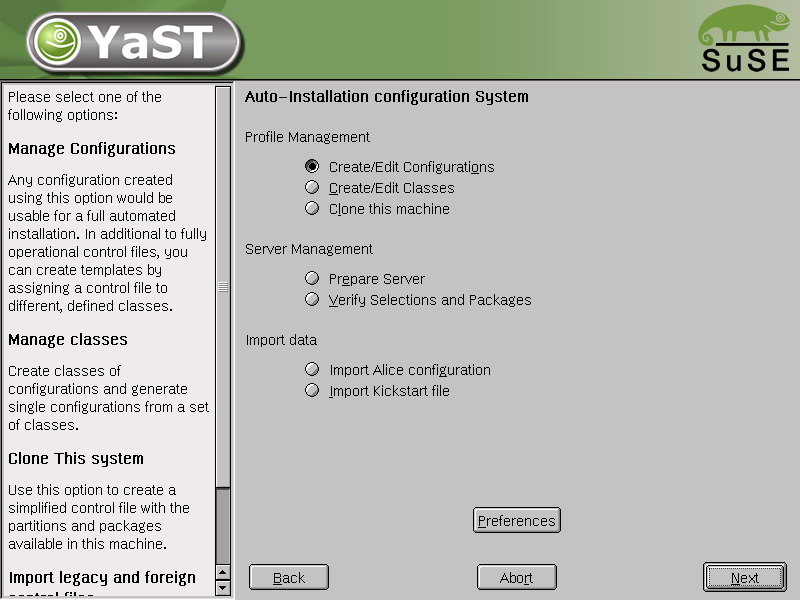 YaST
SuSE
Please select one of the
following options:
Manage Configurations
Any configuration created
using this option would be
usable for a full automated
installation. In additional to fully
operational control files, you
can create templates by
assigning a control file to
different, defined classes.
Manage classes
Create classes of
configurations and generate
single configurations from a set
of classes.
Clone This system
Use this option to create a
simplified control file with the
partitions and packages
available in this machine.
Import legacy and foreign
control files
Auto-Installation configuration System
Profile Management
Create/Edit Configurations
Create/Edit Classes
Clone this machine
Server Management
Prepare Server
Verify Selections and Packages
Import data
Import Alice configuration
Import Kickstart file
Preferences
Back
Abort
Next